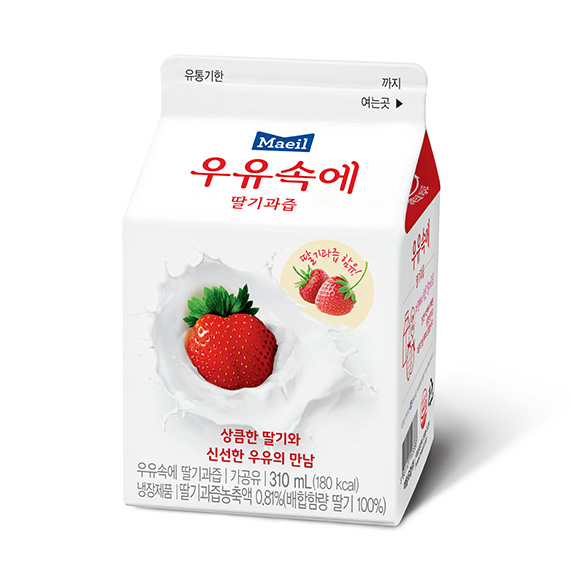 유통기한
까지
여는곳 ▶
Maeil
우유속에
딸기과즙
딸기과즙 함유!
상큼한 딸기와
신선한 우유의 만남
우유속에 딸기과즙 | 가공유 | 310 mL(180 kcal)
냉장제품 | 딸기과즙농축액 0.81%(배합함량 딸기 100%)
우유속에